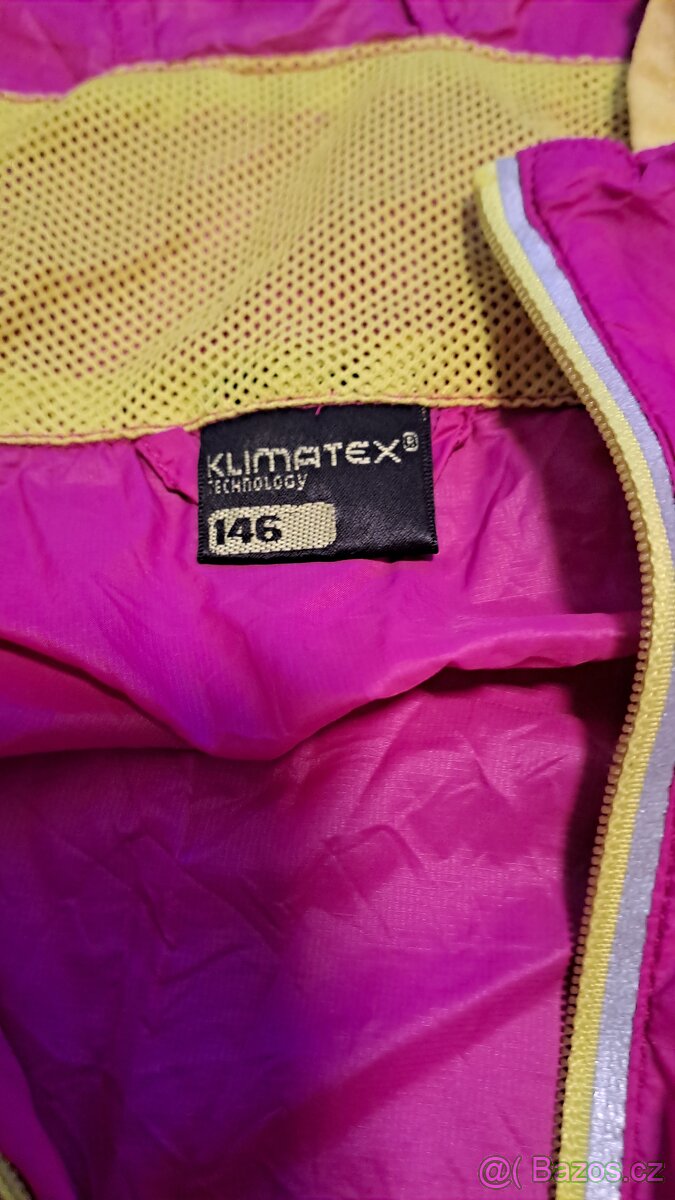 KLIMATEX®
TECHNOLOGY
146
@( Bazos.cz